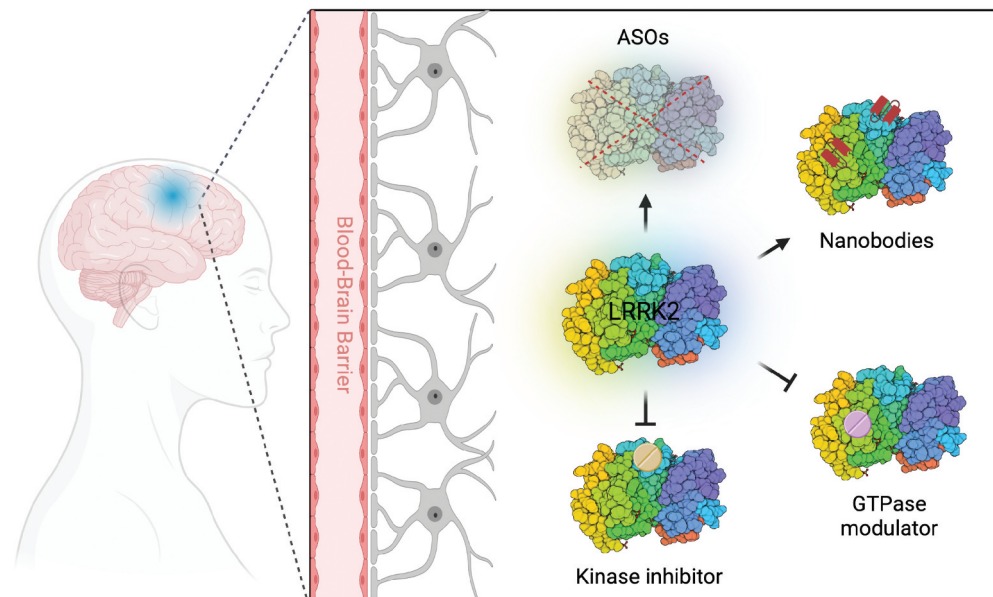 Blood-Brain Barrier
ASOs
Nanobodies
LRRK2
GTPase
modulator
Kinase inhibitor